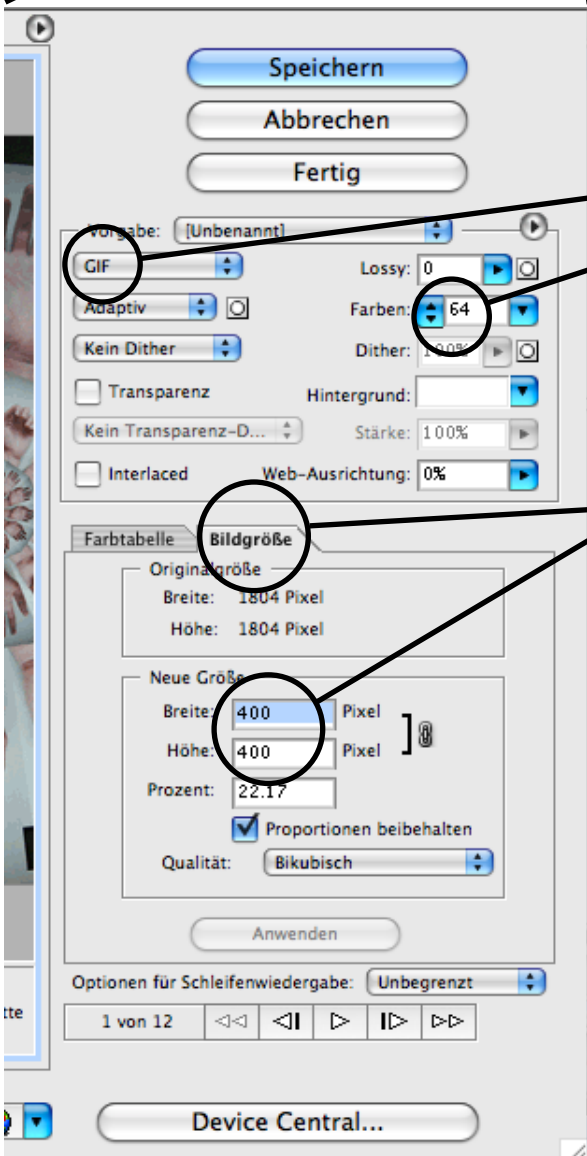 Speichern
Abbrechen
Fertig
Vorgabe: [Unbenannt]
GIF Lossy: 0
Adaptiv Farben: 64
Kein Dither Dither: 100%
Transparenz Hintergrund:
Kein Transparenz-D... Stärke: 100%
Interlaced Web-Ausrichtung: 0%
Farbtabelle Bildgröße
Originalgröße
Breite: 1804 Pixel
Höhe: 1804 Pixel
Neue Größe
Breite: 400 Pixel
Höhe: 400 Pixel
Prozent: 22.17
Proportionen beibehalten
Qualität: Bikubisch
Anwenden
Optionen für Schleifenwiedergabe: Unbegrenzt
tte
1 von 12
Device Central...